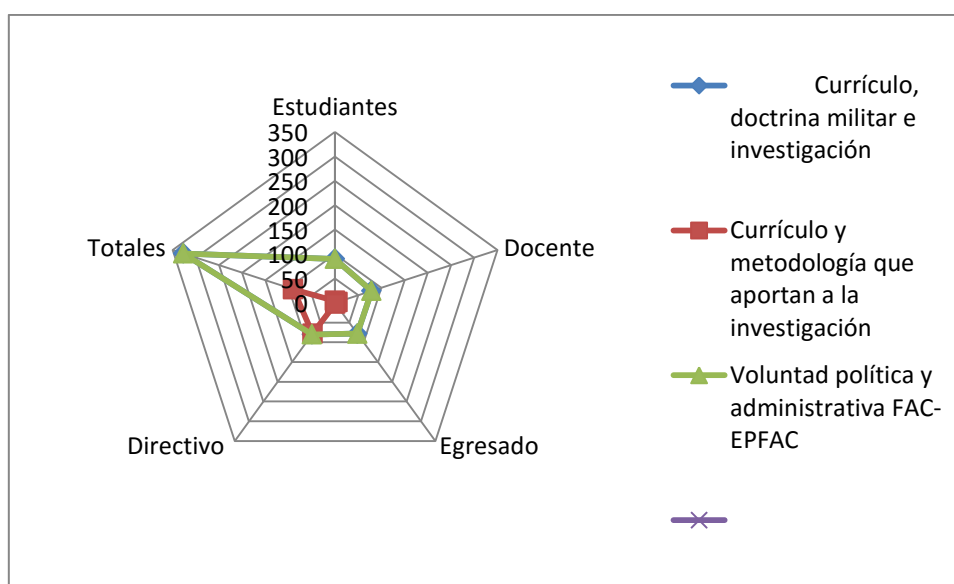 Estudiantes
350
300
250
200
150
100
50
0
Totales
Docente
Directivo
Egresado
Currículo,
doctrina militar e
investigación
Currículo y
metodología que
aportan a la
investigación
Voluntad política y
administrativa FAC-
EPFAC